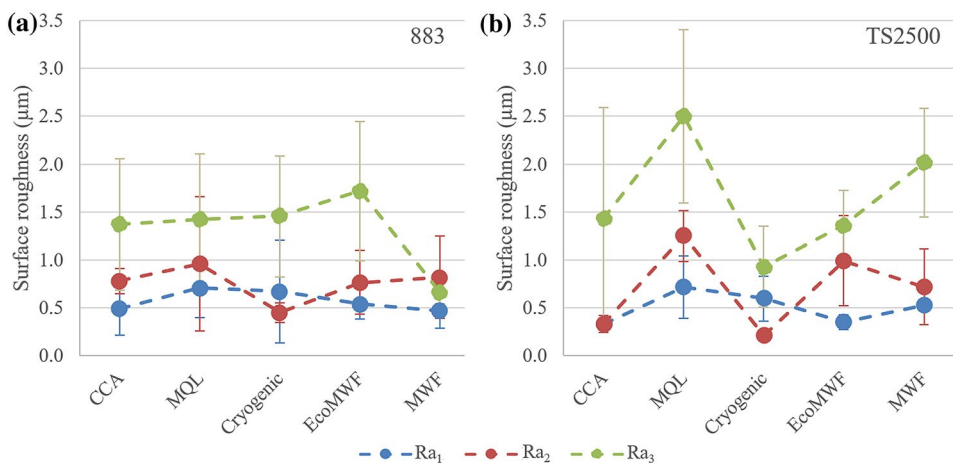 (a)
883
Surface roughness (μm)
3.5
3.0
2.5
2.0
1.5
1.0
0.5
0.0
CCA
MQL
Cryogenic
EcoMWF
MWF
(b)
TS2500
Surface roughness (μm)
3.5
3.0
2.5
2.0
1.5
1.0
0.5
0.0
CCA
MQL
Cryogenic
EcoMWF
MWF
Ra₁ Ra₂ Ra₃